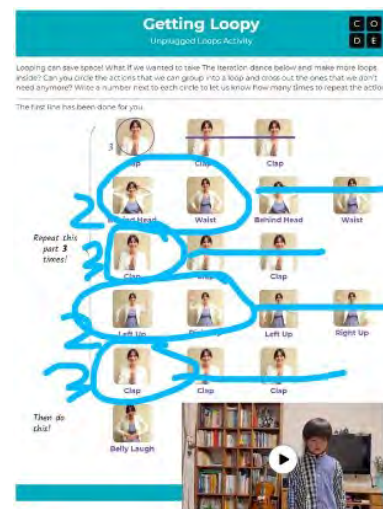 Getting Loopy
Unplugged Loops Activity
C O
D E
Looping can save space! What if we wanted to take The Iteration dance below and make more loops
inside? Can you circle the actions that we can group into a loop and cross out the ones that we don't
need anymore? Write a number next to each circle to let us know how many times to repeat the actio
The first line has been done for you.
3
Clap Clap Clap
2
Behind Head Waist Behind Head Waist
Repeat this
part 3
times!
3
Clap Clap Clap
2
Left Up Left Up Right Up
3
Clap Clap Clap
Then do
this!
Belly Laugh